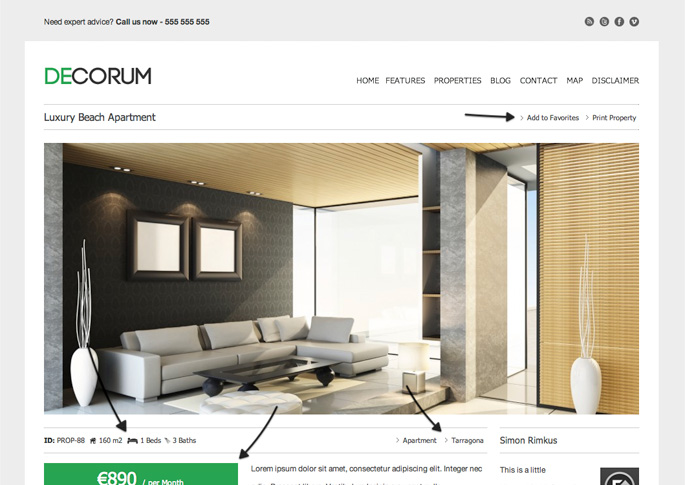 Need expert advice? Call us now - 555 555 555
DECORUM
HOME FEATURES PROPERTIES BLOG CONTACT MAP DISCLAIMER
Luxury Beach Apartment
Add to Favorites Print Property
ID: PROP-88 160 m2 1 Beds 3 Baths
Apartment Tarragona
Simon Rimkus
€890 / per Month
Lorem ipsum dolor sit amet, consectetur adipiscing elit. Integer nec
This is a little